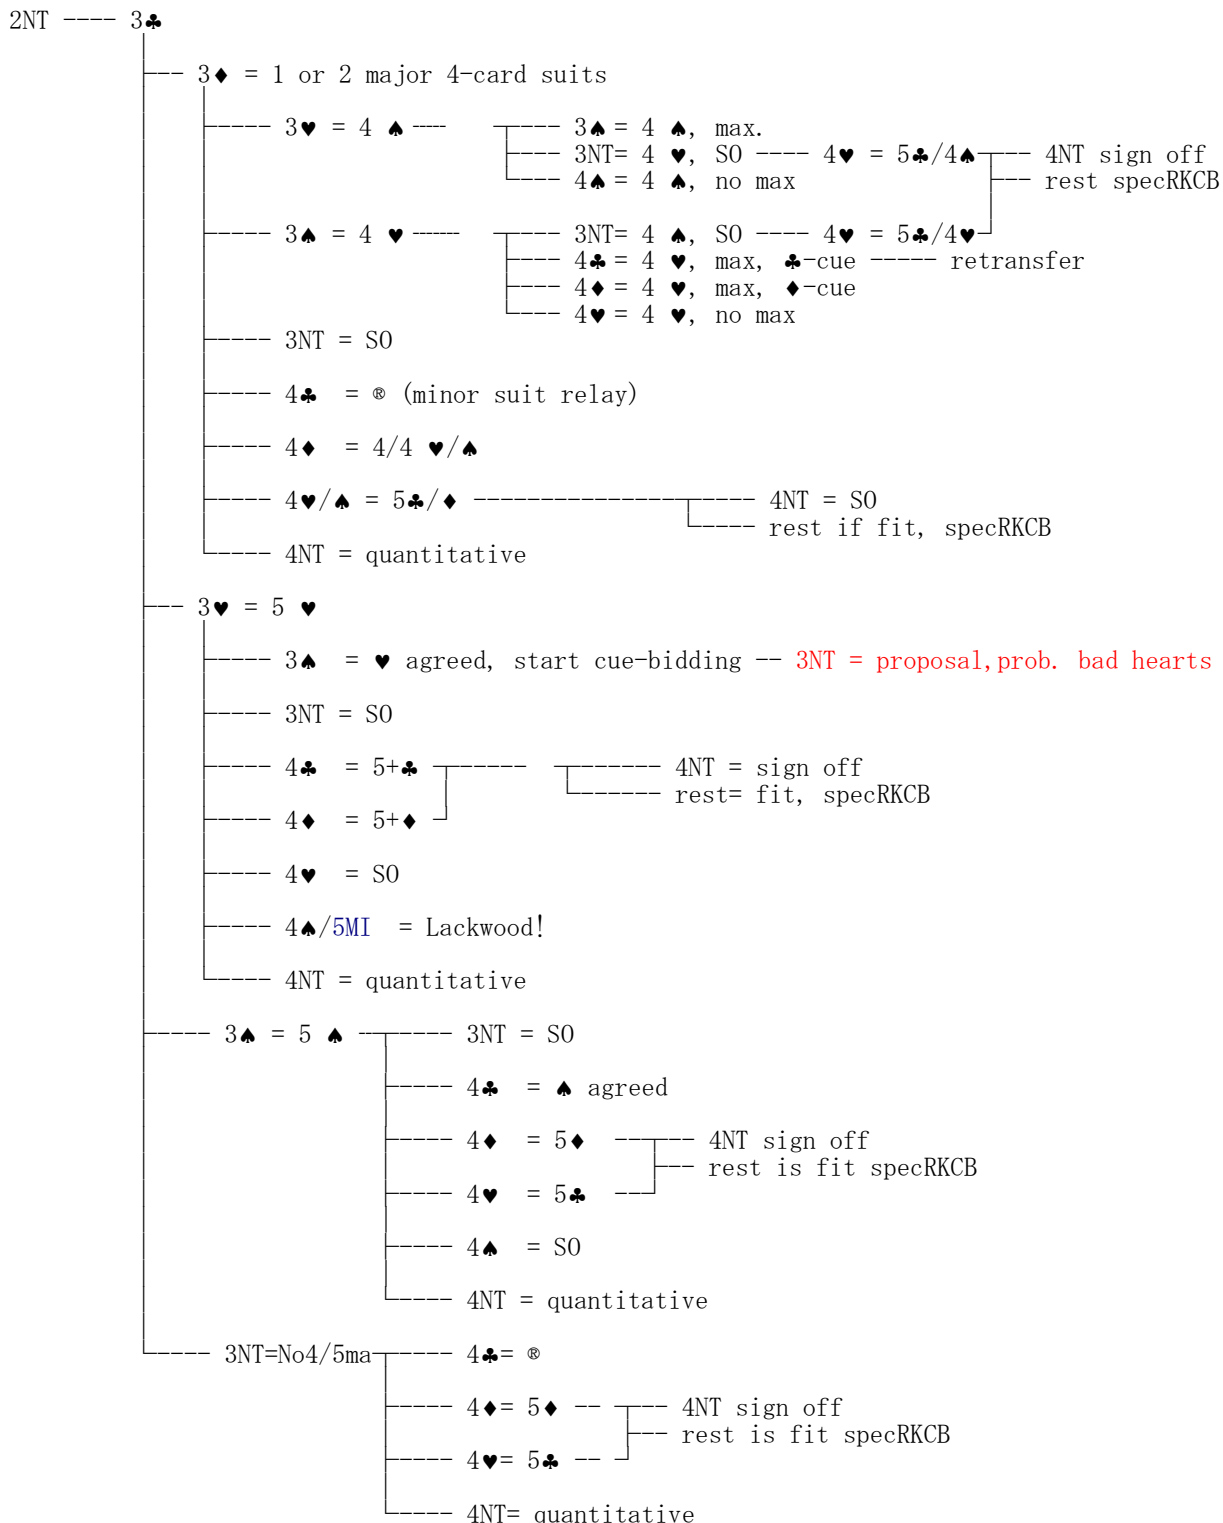 2NT ---- 3♣
3♦ = 1 or 2 major 4-card suits
3♥ = 4 ♠ ---- 3♠ = 4 ♠, max.
3NT= 4 ♥, SO ---- 4♥ = 5♣/4♠ --- 4NT sign off
4♠ = 4 ♠, no max --- rest specRKCB
3♠ = 4 ♥ ---- 3NT= 4 ♠, SO ---- 4♥ = 5♣/4♥
4♣ = 4 ♥, max, ♣-cue ----- retransfer
4♦ = 4 ♥, max, ♦-cue
4♥ = 4 ♥, no max
3NT = SO
4♣ = ® (minor suit relay)
4♦ = 4/4 ♥/♠
4♥/♠ = 5♣/♦ ---- 4NT = SO
rest if fit, specRKCB
4NT = quantitative
3♥ = 5 ♥
3♠ = ♥ agreed, start cue-bidding -- 3NT = proposal,prob. bad hearts
3NT = SO
4♣ = 5+♣ ---- 4NT = sign off
rest= fit, specRKCB
4♦ = 5+♦
4♥ = SO
4♠/5MI = Lackwood!
4NT = quantitative
3♠ = 5 ♠ ---- 3NT = SO
4♣ = ♠ agreed
4♦ = 5♦ ---- 4NT sign off
rest is fit specRKCB
4♥ = 5♣
4♠ = SO
4NT = quantitative
3NT=No4/5ma ---- 4♣= ®
4♦= 5♦ -- 4NT sign off
rest is fit specRKCB
4♥= 5♣ --
4NT= quantitative